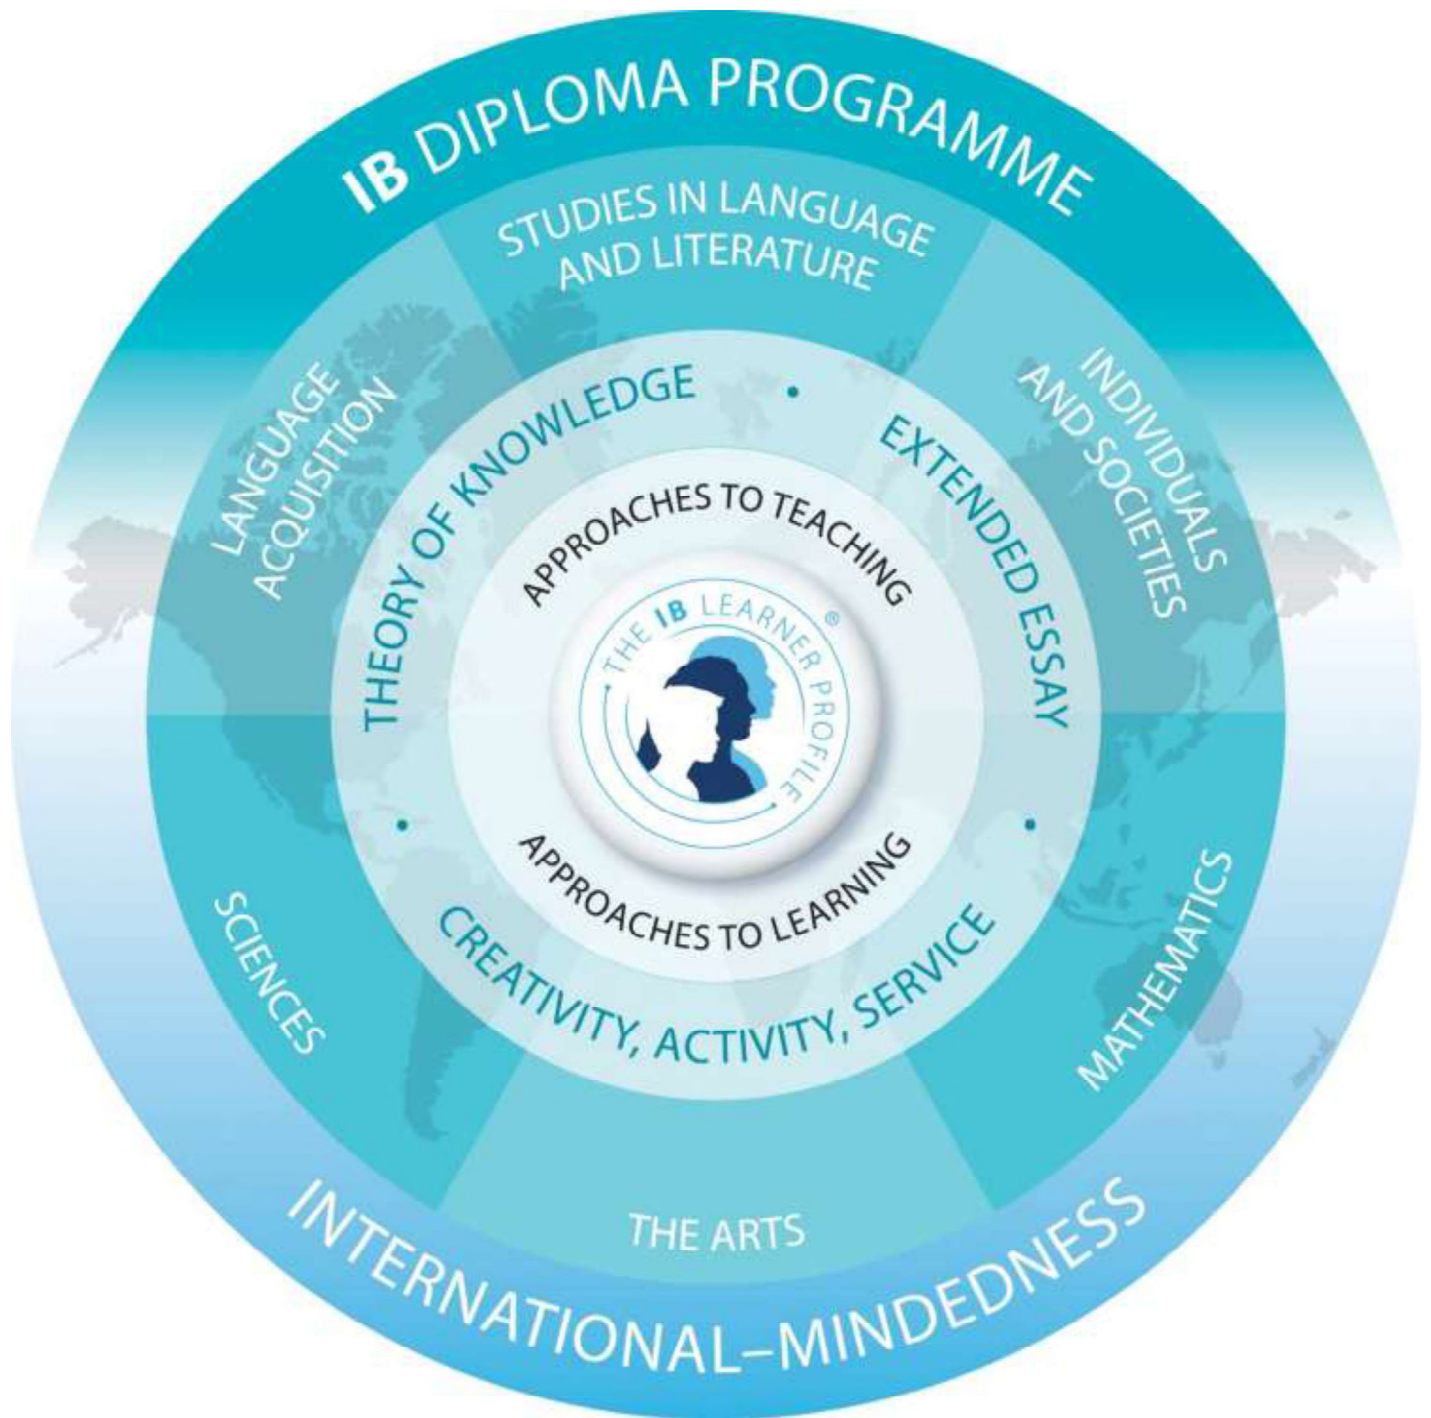 IB DIPLOMA PROGRAMME
STUDIES IN LANGUAGE
AND LITERATURE
LANGUAGE
ACQUISITION
INDIVIDUALS
AND SOCIETIES
THEORY OF KNOWLEDGE
•
EXTENDED ESSAY
APPROACHES TO TEACHING
THE IB LEARNER PROFILE
®
APPROACHES TO LEARNING
•
•
CREATIVITY, ACTIVITY, SERVICE
SCIENCES
MATHEMATICS
THE ARTS
INTERNATIONAL–MINDEDNESS